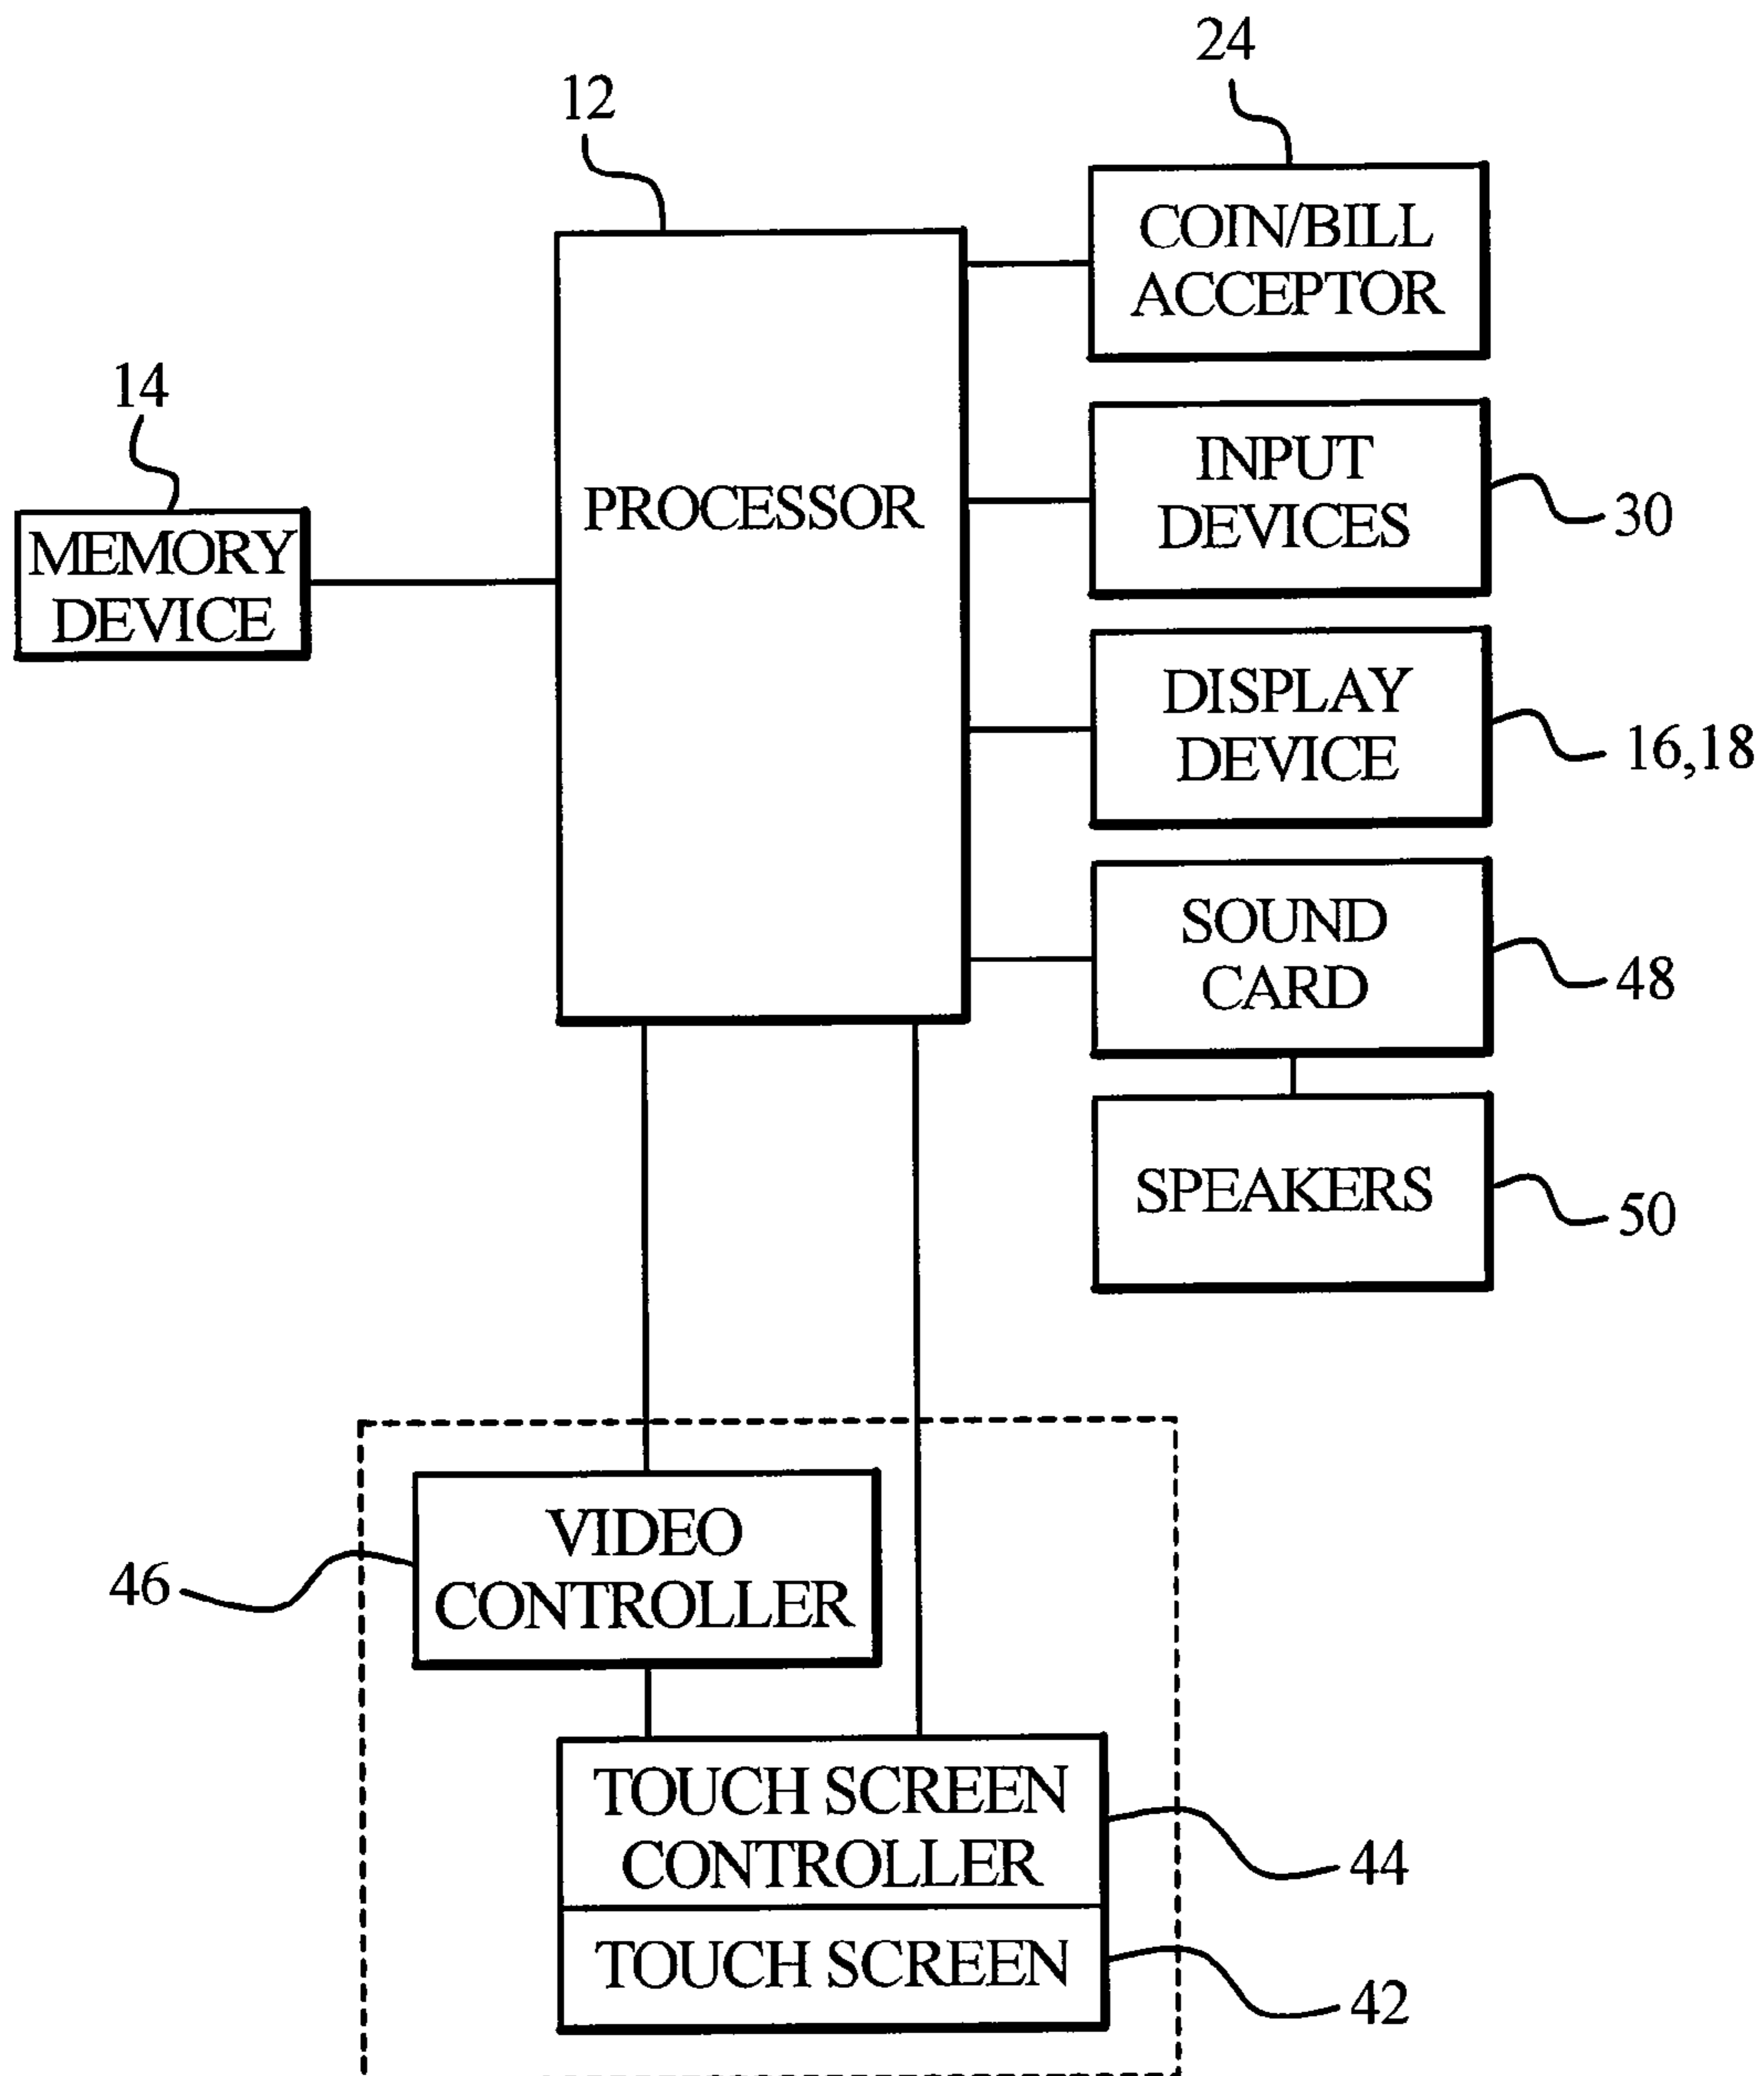 24
12
COIN/BILL
ACCEPTOR
14
INPUT
DEVICES
30
PROCESSOR
MEMORY
DEVICE
DISPLAY
DEVICE
16,18
SOUND
CARD
48
SPEAKERS
50
VIDEO
CONTROLLER
46
TOUCH SCREEN
CONTROLLER
44
TOUCH SCREEN
42